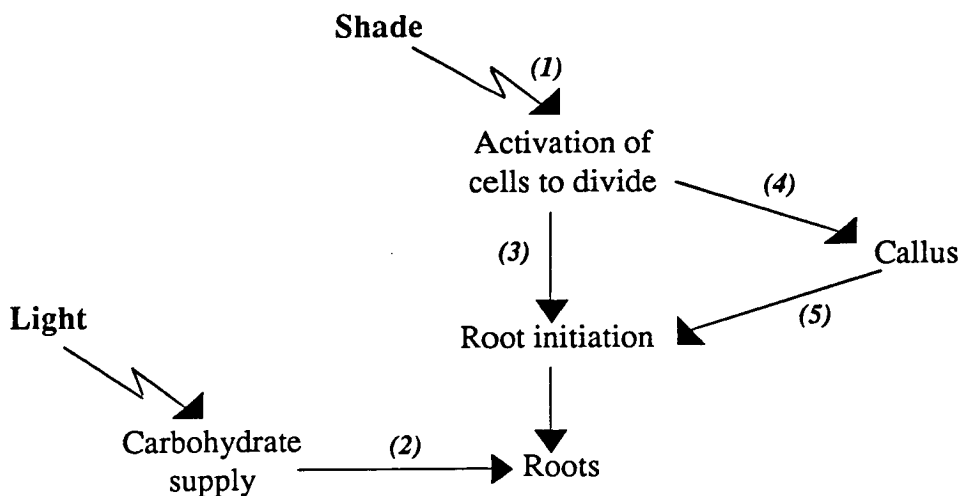 Shade
(1)
Activation of
cells to divide
(4)
(3)
Callus
Light
Root initiation
(5)
Carbohydrate
supply
(2)
Roots